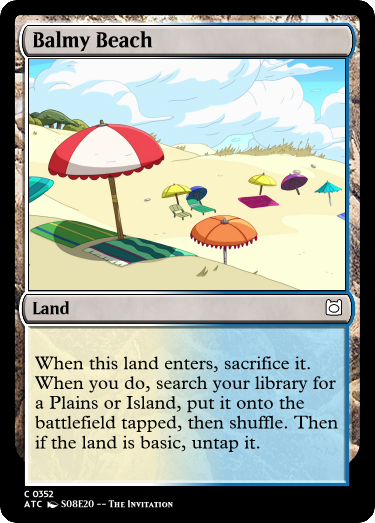 Balmy Beach
Land
When this land enters, sacrifice it.
When you do, search your library for
a Plains or Island, put it onto the
battlefield tapped, then shuffle. Then
if the land is basic, untap it.
C 0352
ATC S08E20 -- The Invitation